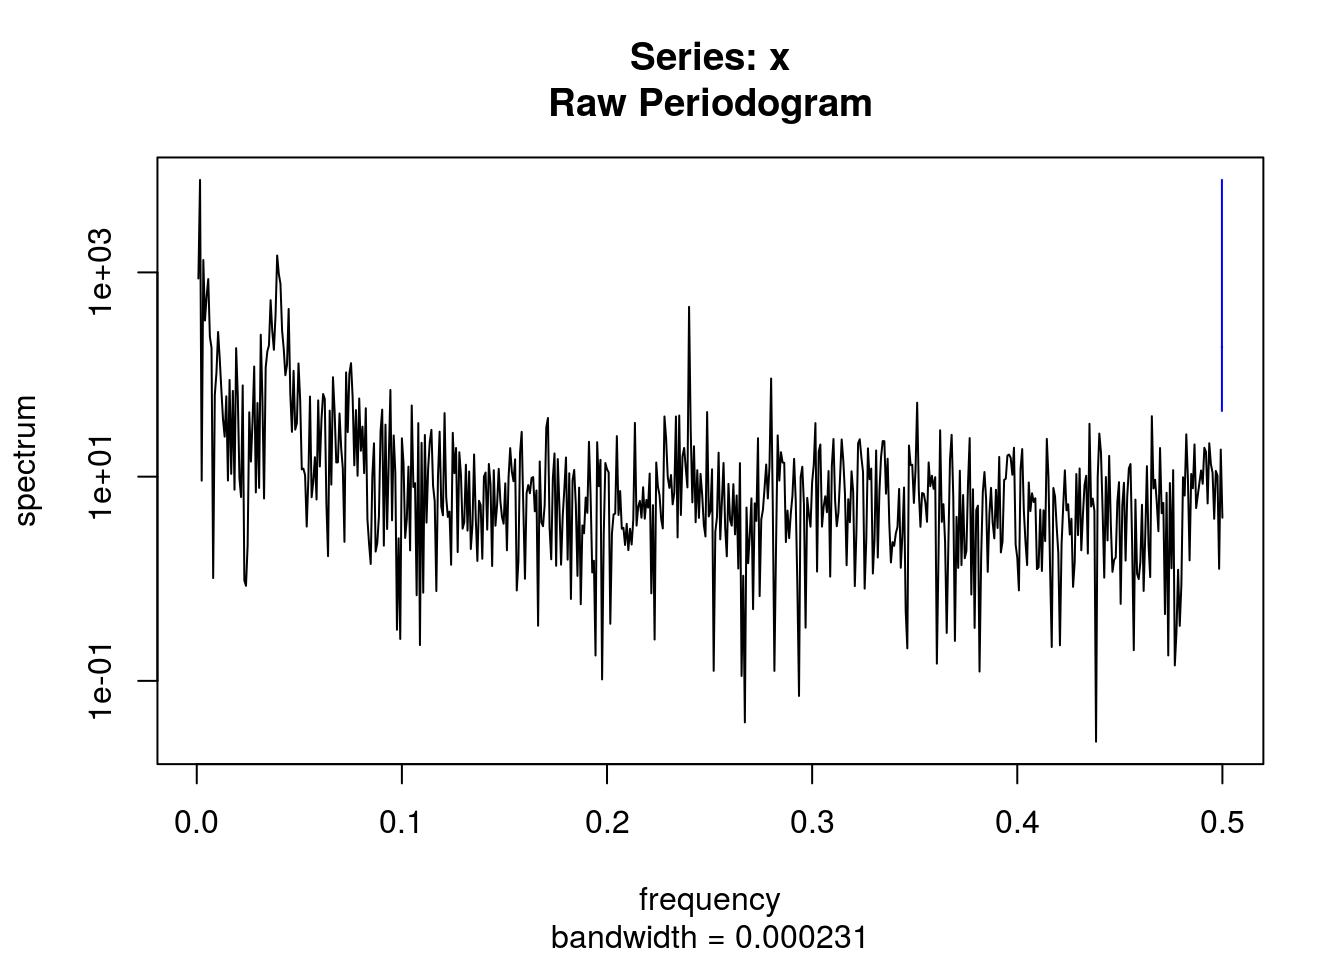 Series: x
Raw Periodogram
spectrum
1e+03
1e+01
1e-01
0.0 0.1 0.2 0.3 0.4 0.5
frequency
bandwidth = 0.000231